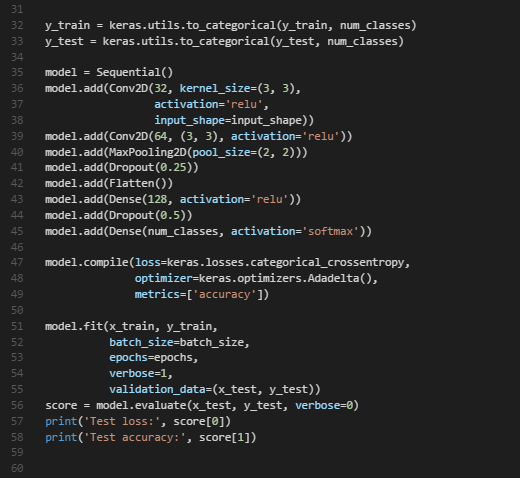 31
32 y_train = keras.utils.to_categorical(y_train, num_classes)
33 y_test = keras.utils.to_categorical(y_test, num_classes)
34
35 model = Sequential()
36 model.add(Conv2D(32, kernel_size=(3, 3),
37                  activation='relu',
38                  input_shape=input_shape))
39 model.add(Conv2D(64, (3, 3), activation='relu'))
40 model.add(MaxPooling2D(pool_size=(2, 2)))
41 model.add(Dropout(0.25))
42 model.add(Flatten())
43 model.add(Dense(128, activation='relu'))
44 model.add(Dropout(0.5))
45 model.add(Dense(num_classes, activation='softmax'))
46
47 model.compile(loss=keras.losses.categorical_crossentropy,
48               optimizer=keras.optimizers.Adadelta(),
49               metrics=['accuracy'])
50
51 model.fit(x_train, y_train,
52           batch_size=batch_size,
53           epochs=epochs,
54           verbose=1,
55           validation_data=(x_test, y_test))
56 score = model.evaluate(x_test, y_test, verbose=0)
57 print('Test loss:', score[0])
58 print('Test accuracy:', score[1])
59
60